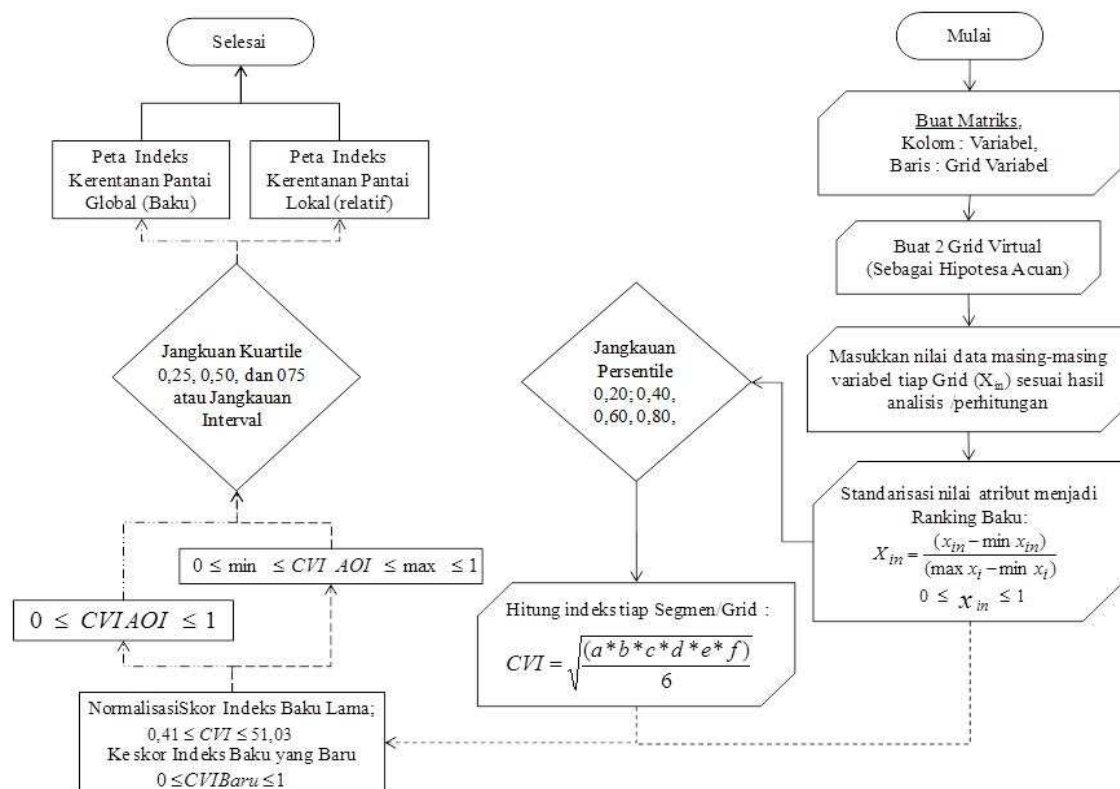 Mulai
Buat Matriks,
Kolom : Variabel,
Baris : Grid Variabel
Buat 2 Grid Virtual
(Sebagai Hipotesa Acuan)
Masukkan nilai data masing-masing
variabel tiap Grid (X_in) sesuai hasil
analisis /perhitungan
Standarisasi nilai atribut menjadi
Ranking Baku:
X_in = (x_in − min x_in) / (max x_i − min x_i)
0 ≤ x_in ≤ 1
Jangkauan
Persentile
0,20; 0,40,
0,60, 0,80,
Hitung indeks tiap Segmen/Grid :
CVI = √((a*b*c*d*e*f) / 6)
NormalisasiSkor Indeks Baku Lama;
0,41 ≤ CVI ≤ 51,03
Ke skor Indeks Baku yang Baru
0 ≤CVIBaru ≤1
0 ≤ CVI AOI ≤ 1
0 ≤ min ≤ CVI AOI ≤ max ≤ 1
Jangkuan Kuartile
0,25, 0,50, dan 075
atau Jangkauan
Interval
Peta Indeks
Kerentanan Pantai
Global (Baku)
Peta Indeks
Kerentanan Pantai
Lokal (relatif)
Selesai